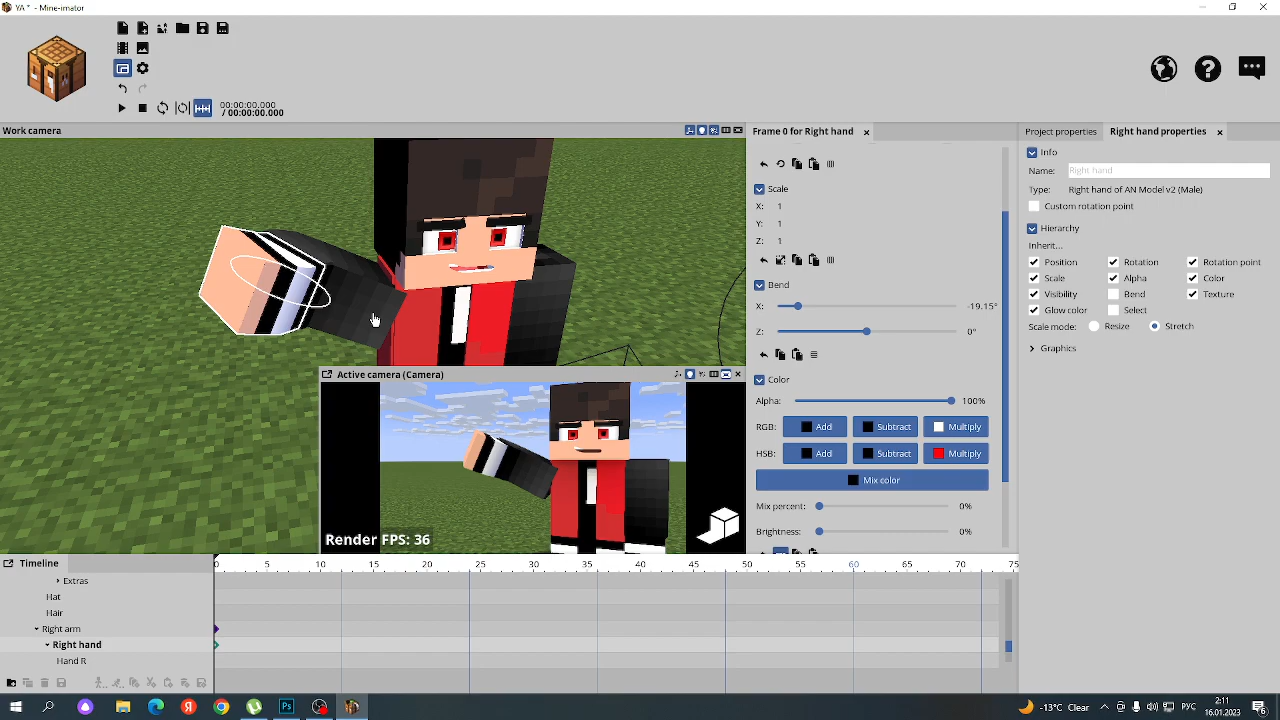 YA * - Mine-imator
00:00:00.000
/ 00:00:00.000
Work camera
Frame 0 for Right hand
Scale
X: 1
Y: 1
Z: 1
Bend
X: -19.15°
Z: 0°
Color
Alpha: 100%
RGB: Add Subtract Multiply
HSB: Add Subtract Multiply
Mix color
Mix percent: 0%
Brightness: 0%
Project properties Right hand properties
Info
Name: Right hand
Type: Right hand of AN Model v2 (Male)
Custom rotation point
Hierarchy
Inherit...
Position Rotation Rotation point
Scale Alpha Color
Visibility Bend Texture
Glow color Select
Scale mode: Resize Stretch
Graphics
Active camera (Camera)
Render FPS: 36
Timeline
0 5 10 15 20 25 30 35 40 45 50 55 60 65 70 75
Extras
Hat
Hair
Right arm
Right hand
Hand R
Я
Ps
-13°C Clear
РУС
2:11
16.01.2023
6